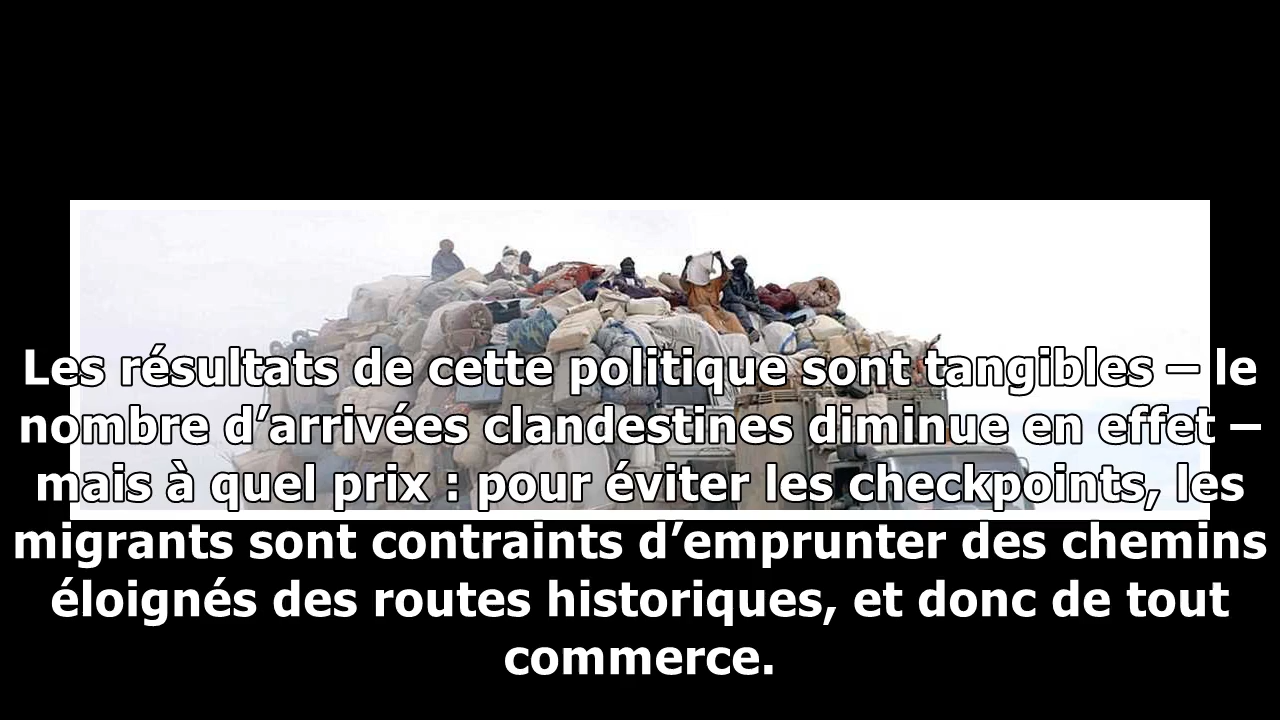 Les résultats de cette politique sont tangibles – le
nombre d’arrivées clandestines diminue en effet –
mais à quel prix : pour éviter les checkpoints, les
migrants sont contraints d’emprunter des chemins
éloignés des routes historiques, et donc de tout
commerce.